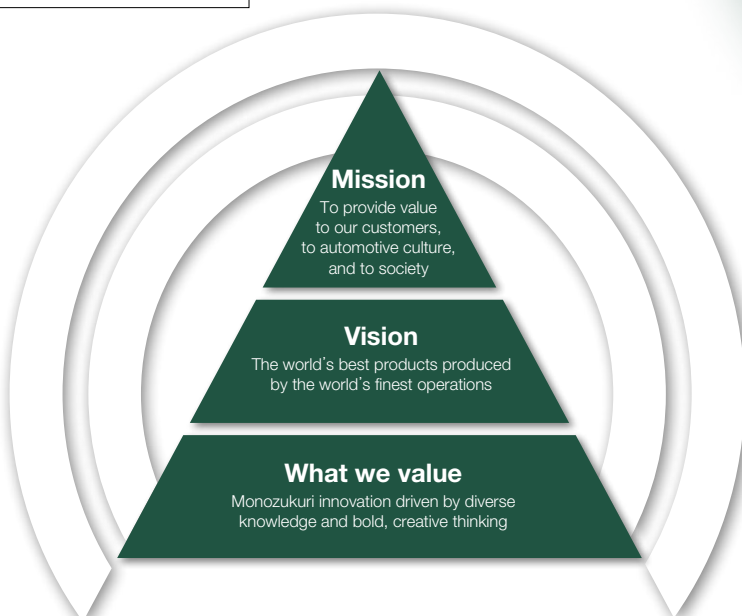 Mission
To provide value
to our customers,
to automotive culture,
and to society
Vision
The world's best products produced
by the world's finest operations
What we value
Monozukuri innovation driven by diverse
knowledge and bold, creative thinking